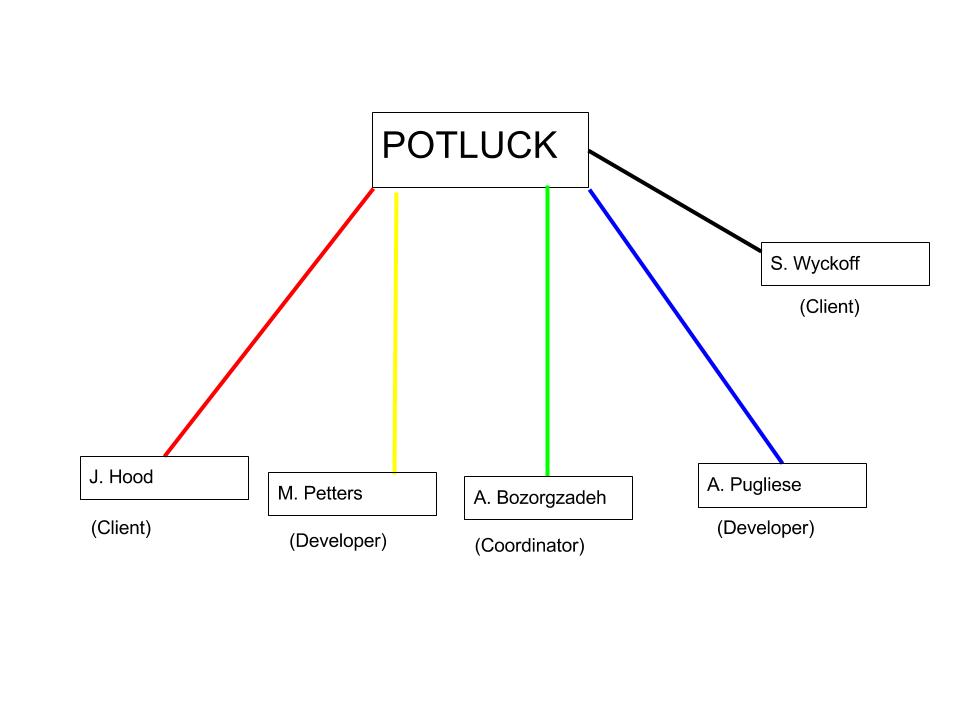 POTLUCK
S. Wyckoff
(Client)
J. Hood
(Client)
M. Petters
(Developer)
A. Bozorgzadeh
(Coordinator)
A. Pugliese
(Developer)